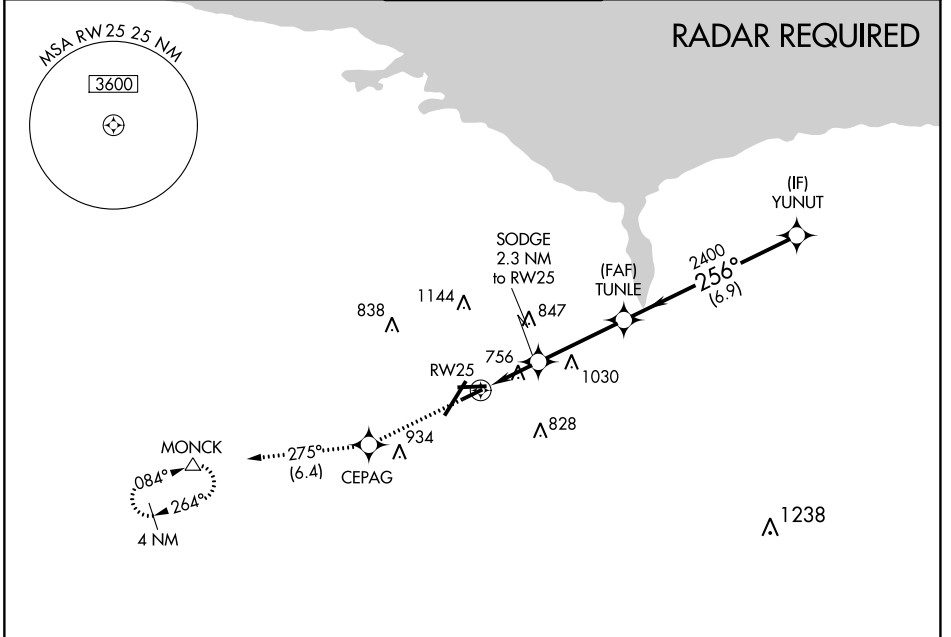 RADAR REQUIRED
MSA RW25 25 NM
3600
(IF)
YUNUT
SODGE
2.3 NM
to RW25
(FAF)
TUNLE
2400
256°
(6.9)
1144
847
838
756
RW25
1030
934
828
MONCK
275°
(6.4)
CEPAG
084°
264°
4 NM
1238